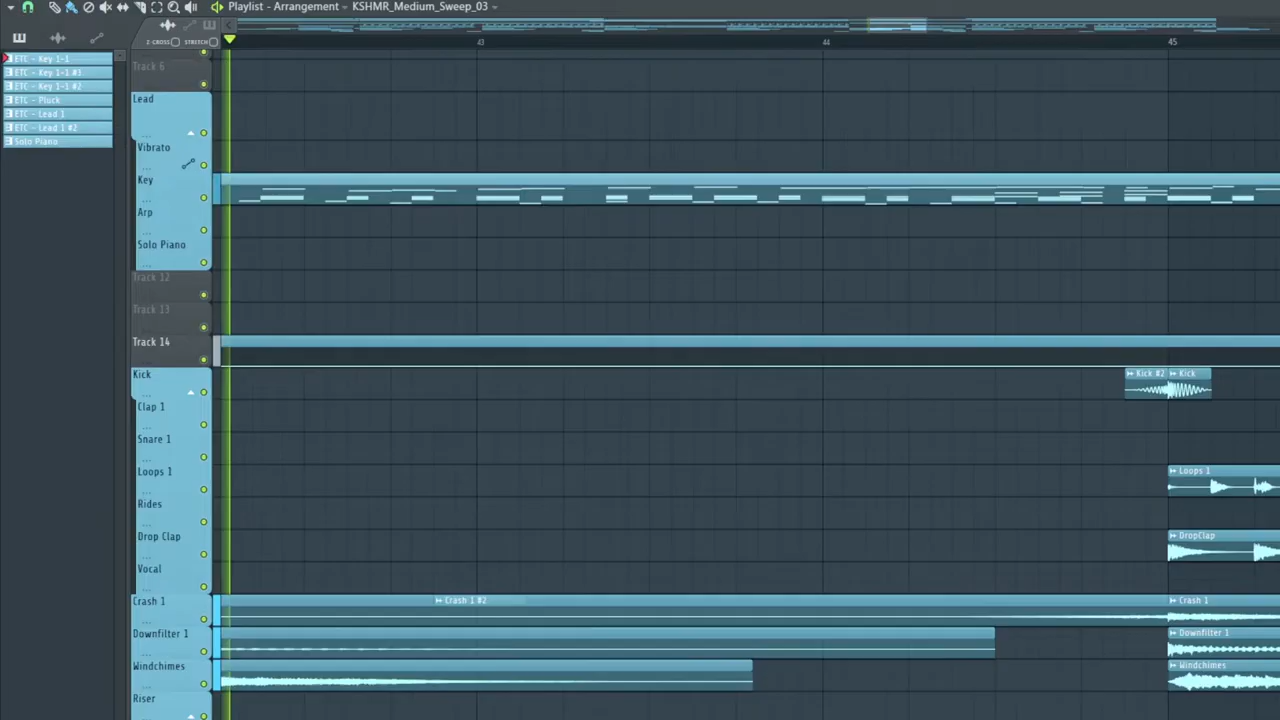 Playlist - Arrangement › KSHMR_Medium_Sweep_03
Z-CROSS STRETCH
43 44 45
ETC - Key 1-1
ETC - Key 1-1 #3
ETC - Key 1-1 #2
ETC - Pluck
ETC - Lead 1
ETC - Lead 1 #2
Solo Piano
Track 6
Lead
Vibrato
Key
Arp
Solo Piano
Track 12
Track 13
Track 14
Kick
Kick #2 Kick
Clap 1
Snare 1
Loops 1
Loops 1
Rides
Drop Clap
DropClap
Vocal
Crash 1
Crash 1 #2
Crash 1
Downfilter 1
Downfilter 1
Windchimes
Windchimes
Riser